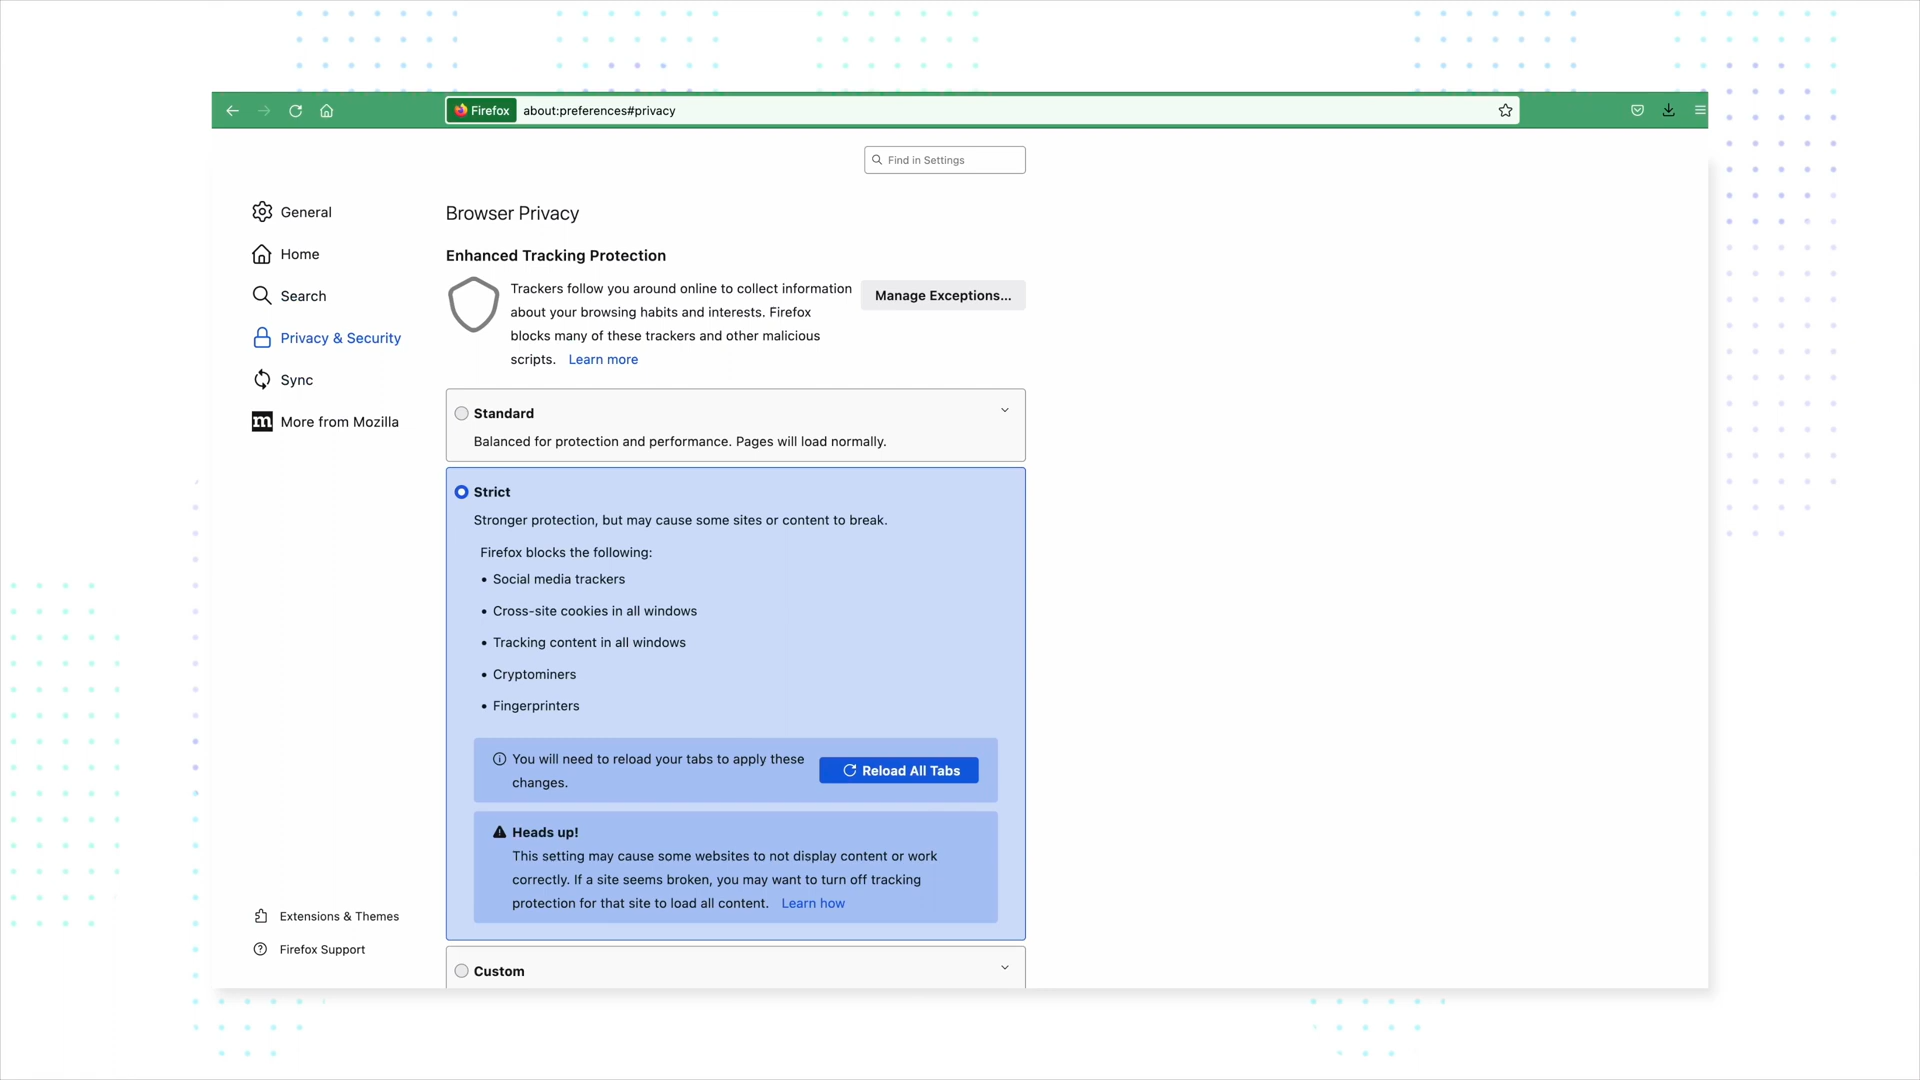 Firefox about:preferences#privacy
Find in Settings
General
Home
Search
Privacy & Security
Sync
m More from Mozilla
Extensions & Themes
Firefox Support
Browser Privacy
Enhanced Tracking Protection
Trackers follow you around online to collect information
about your browsing habits and interests. Firefox
blocks many of these trackers and other malicious
scripts. Learn more
Manage Exceptions...
Standard
Balanced for protection and performance. Pages will load normally.
Strict
Stronger protection, but may cause some sites or content to break.
Firefox blocks the following:
• Social media trackers
• Cross-site cookies in all windows
• Tracking content in all windows
• Cryptominers
• Fingerprinters
You will need to reload your tabs to apply these
changes.
Reload All Tabs
Heads up!
This setting may cause some websites to not display content or work
correctly. If a site seems broken, you may want to turn off tracking
protection for that site to load all content. Learn how
Custom